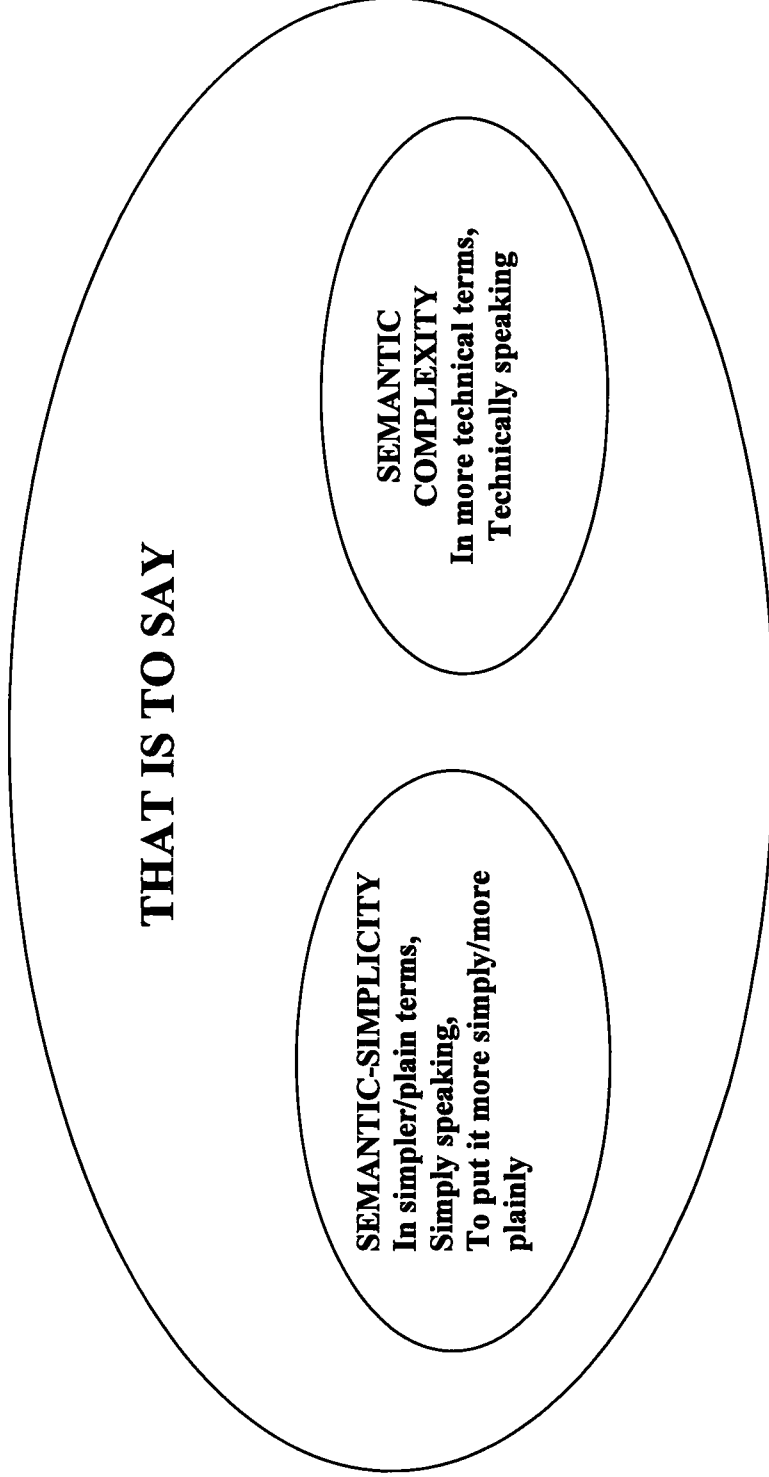 THAT IS TO SAY
SEMANTIC-SIMPLICITY
In simpler/plain terms,
Simply speaking,
To put it more simply/more
plainly
SEMANTIC
COMPLEXITY
In more technical terms,
Technically speaking